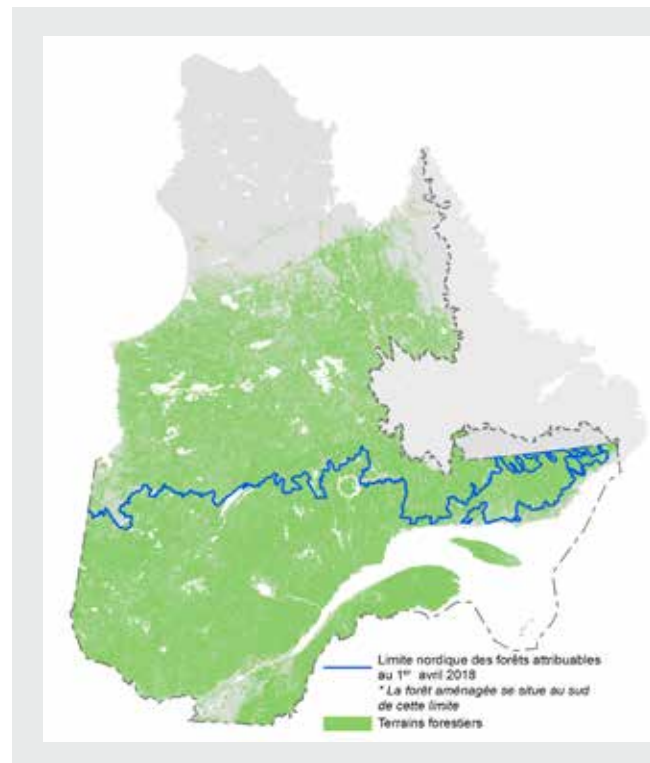 Limite nordique des forêts attribuables
au 1er avril 2018
* La forêt aménagée se situe au sud
de cette limite
Terrains forestiers